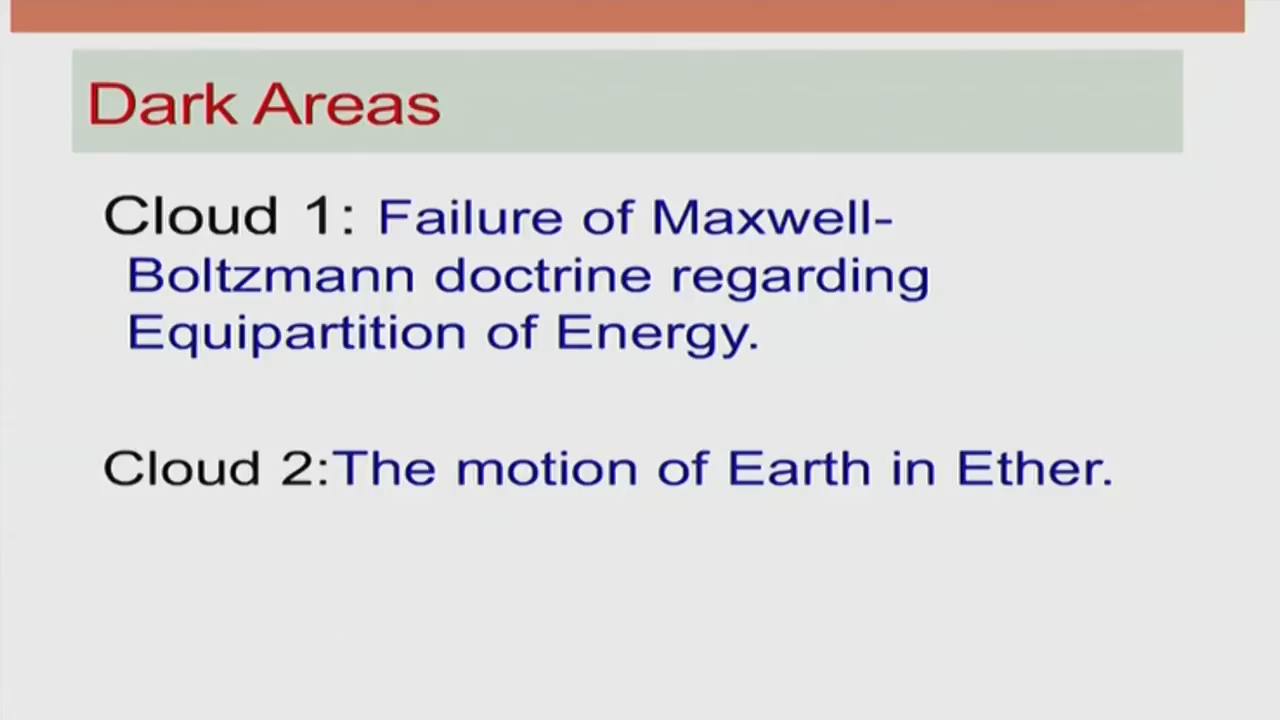 Dark Areas
Cloud 1: Failure of Maxwell-
Boltzmann doctrine regarding
Equipartition of Energy.
Cloud 2:The motion of Earth in Ether.